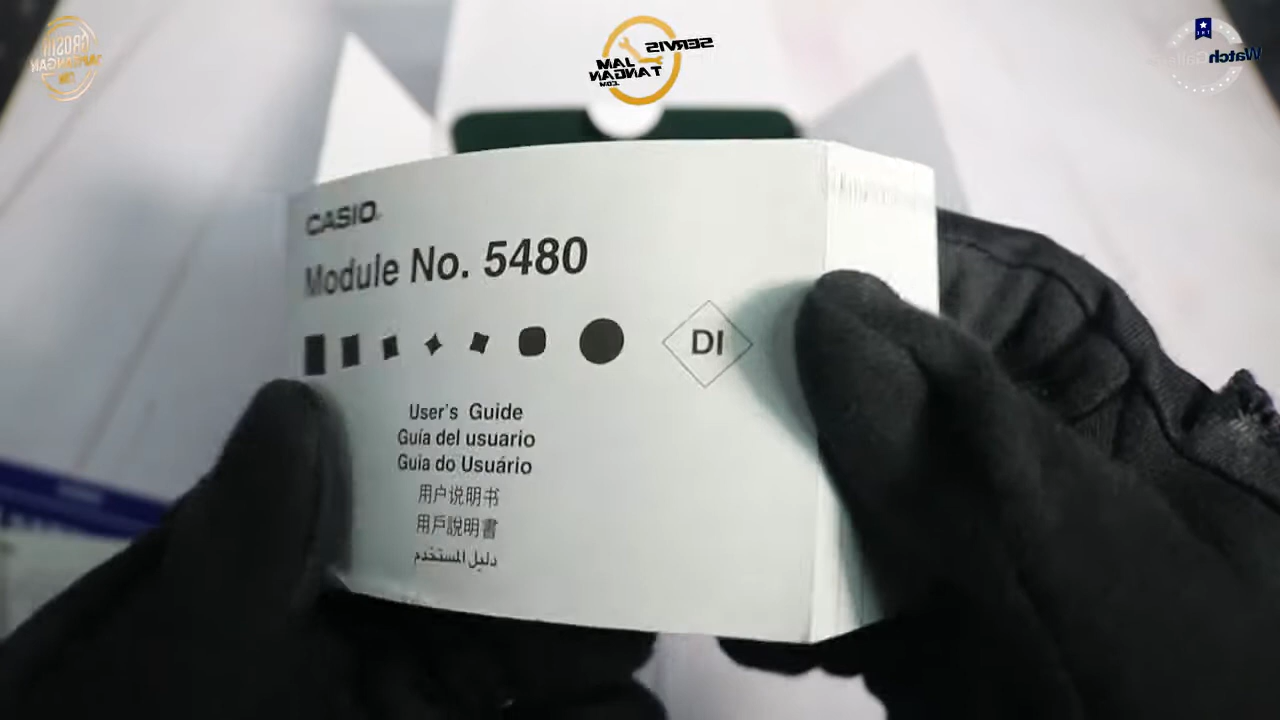 SERVIS
JAM
TANGAN
.COM
Watch
CASIO
Module No. 5480
DI
User's Guide
Guía del usuario
Guia do Usuário
用户说明书
用戶說明書
دليل المستخدم